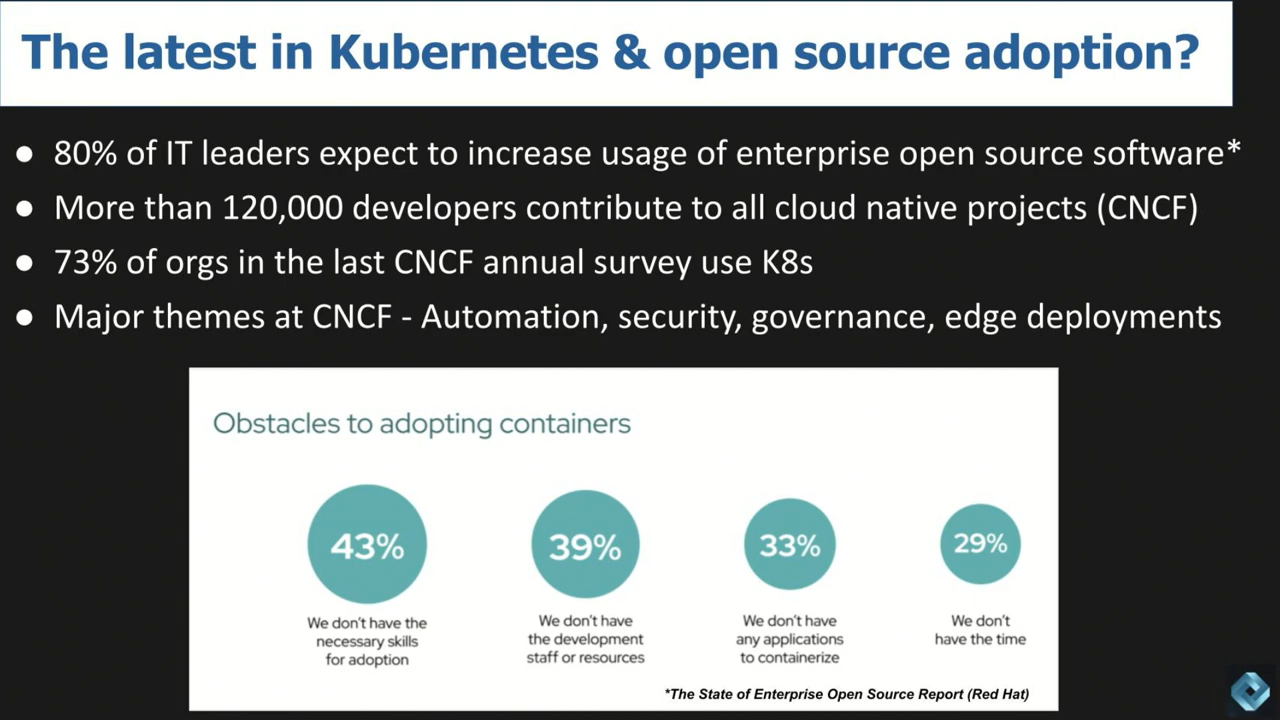 The latest in Kubernetes & open source adoption?
● 80% of IT leaders expect to increase usage of enterprise open source software*
● More than 120,000 developers contribute to all cloud native projects (CNCF)
● 73% of orgs in the last CNCF annual survey use K8s
● Major themes at CNCF - Automation, security, governance, edge deployments
Obstacles to adopting containers
43%
We don't have the
necessary skills
for adoption
39%
We don't have
the development
staff or resources
33%
We don't have
any applications
to containerize
29%
We don't
have the time
*The State of Enterprise Open Source Report (Red Hat)